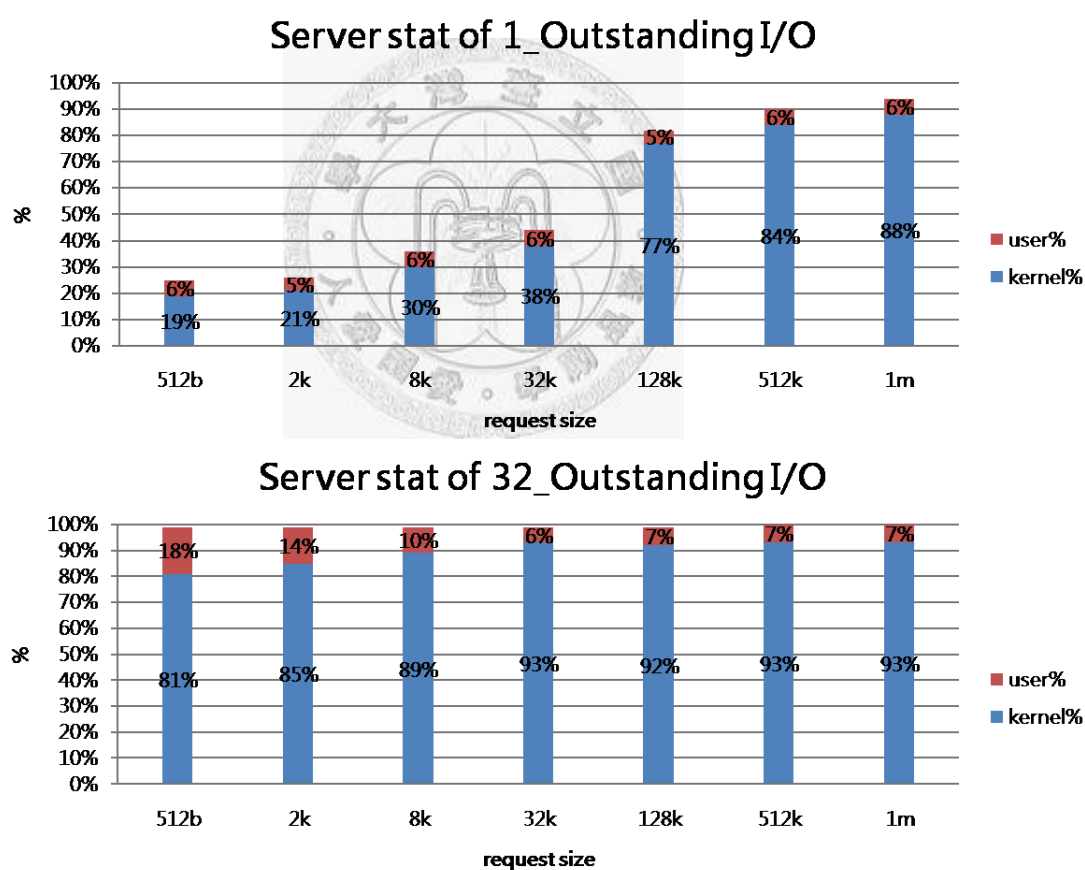 Server stat of 1_Outstanding I/O
100%
90%
80%
70%
60%
50%
40%
30%
20%
10%
0%
%
6%
5%
6%
6%
5%
6%
6%
19%
21%
30%
38%
77%
84%
88%
user%
kernel%
512b
2k
8k
32k
128k
512k
1m
request size
Server stat of 32_Outstanding I/O
100%
90%
80%
70%
60%
50%
40%
30%
20%
10%
0%
%
18%
14%
10%
6%
7%
7%
7%
81%
85%
89%
93%
92%
93%
93%
user%
kernel%
512b
2k
8k
32k
128k
512k
1m
request size